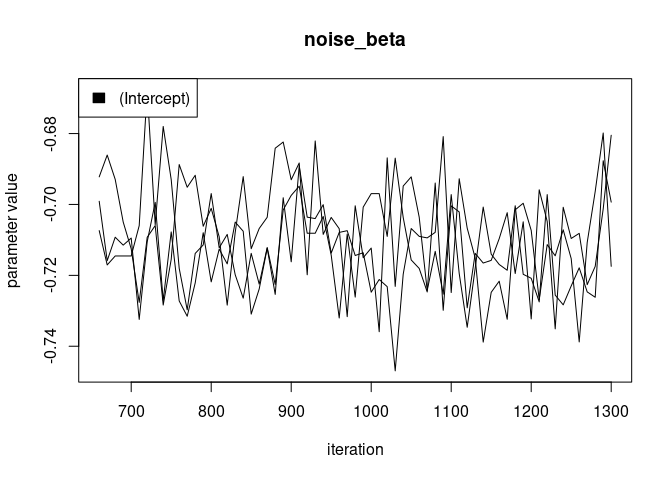 noise_beta
(Intercept)
parameter value
-0.68
-0.70
-0.72
-0.74
700 800 900 1000 1100 1200 1300
iteration